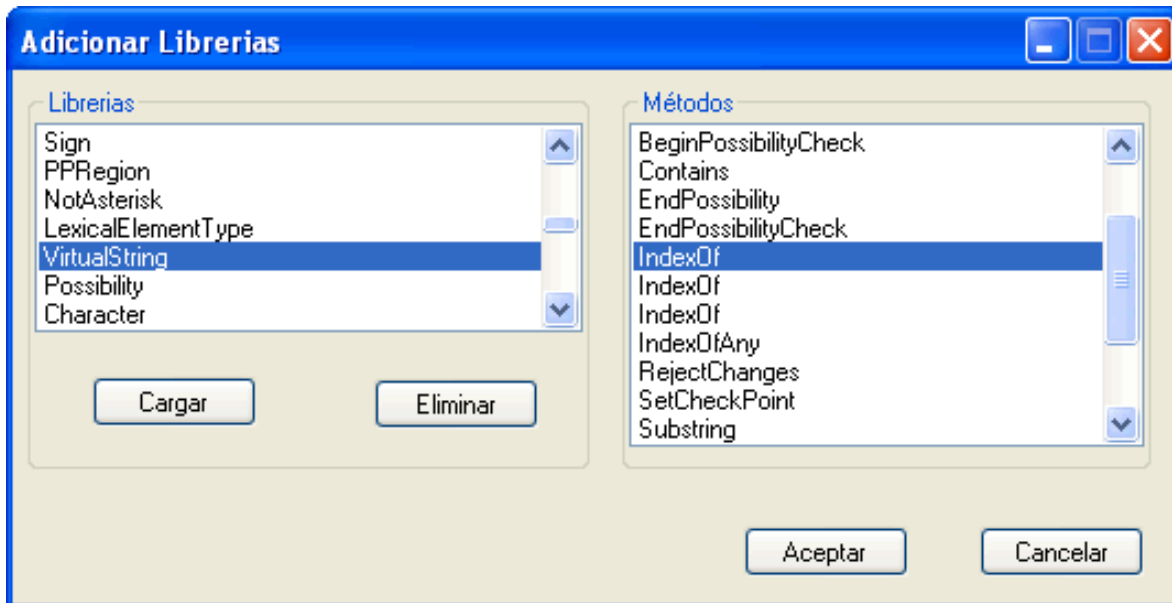 Adicionar Librerias
Librerias
Sign
PPRegion
NotAsterisk
LexicalElementType
VirtualString
Possibility
Character
Cargar
Eliminar
Métodos
BeginPossibilityCheck
Contains
EndPossibility
EndPossibilityCheck
IndexOf
IndexOf
IndexOf
IndexOfAny
RejectChanges
SetCheckPoint
Substring
Aceptar
Cancelar